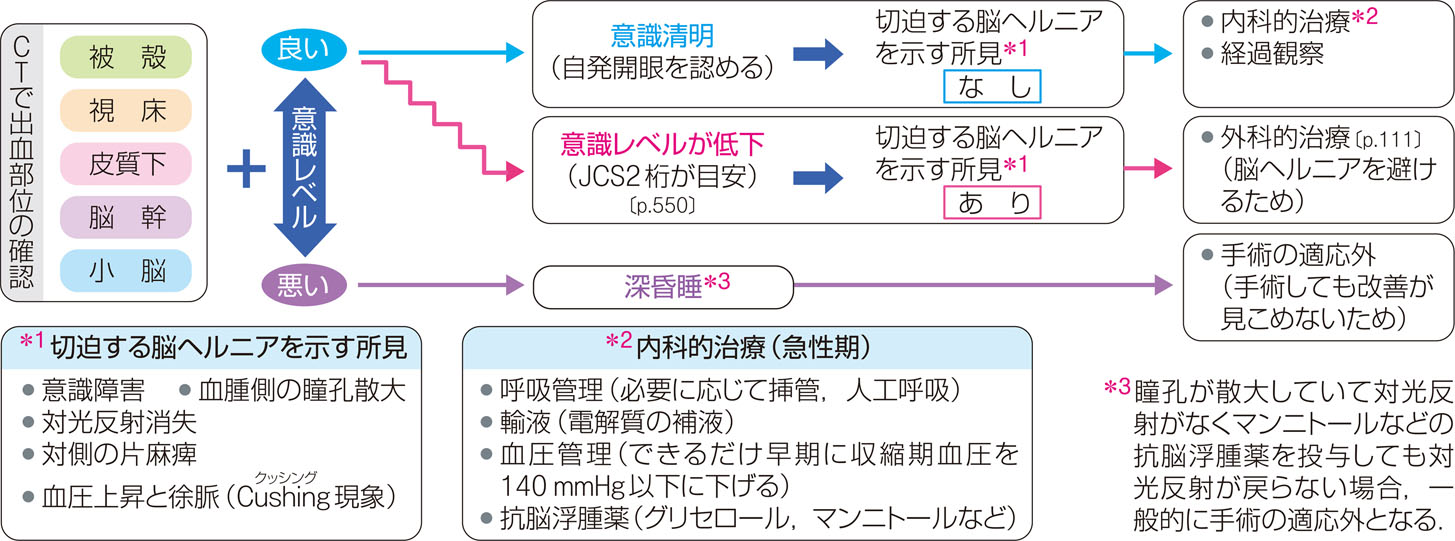 CTで出血部位の確認
被 殻
視 床
皮質下
脳 幹
小 脳
+
良い
意識レベル
悪い
意識清明
(自発開眼を認める)
切迫する脳ヘルニア
を示す所見*1
な し
● 内科的治療*2
● 経過観察
意識レベルが低下
(JCS2桁が目安)
〔p.550〕
切迫する脳ヘルニア
を示す所見*1
あ り
● 外科的治療〔p.111〕
(脳ヘルニアを避け
るため)
深昏睡*3
● 手術の適応外
(手術しても改善が
見こめないため)
*1 切迫する脳ヘルニアを示す所見
● 意識障害 ● 血腫側の瞳孔散大
● 対光反射消失
● 対側の片麻痺
クッシング
● 血圧上昇と徐脈(Cushing現象)
*2 内科的治療(急性期)
● 呼吸管理(必要に応じて挿管,人工呼吸)
● 輸液(電解質の補液)
● 血圧管理(できるだけ早期に収縮期血圧を
140 mmHg以下に下げる)
● 抗脳浮腫薬(グリセロール,マンニトールなど)
*3 瞳孔が散大していて対光反
射がなくマンニトールなどの
抗脳浮腫薬を投与しても対
光反射が戻らない場合,一
般的に手術の適応外となる.